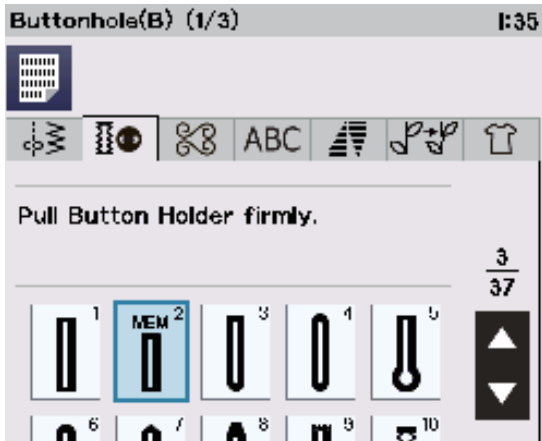 Buttonhole(B) (1/3) 1:35
ABC
Pull Button Holder firmly.
3
37
1 MEM 2 3 4 5
6 7 8 9 10